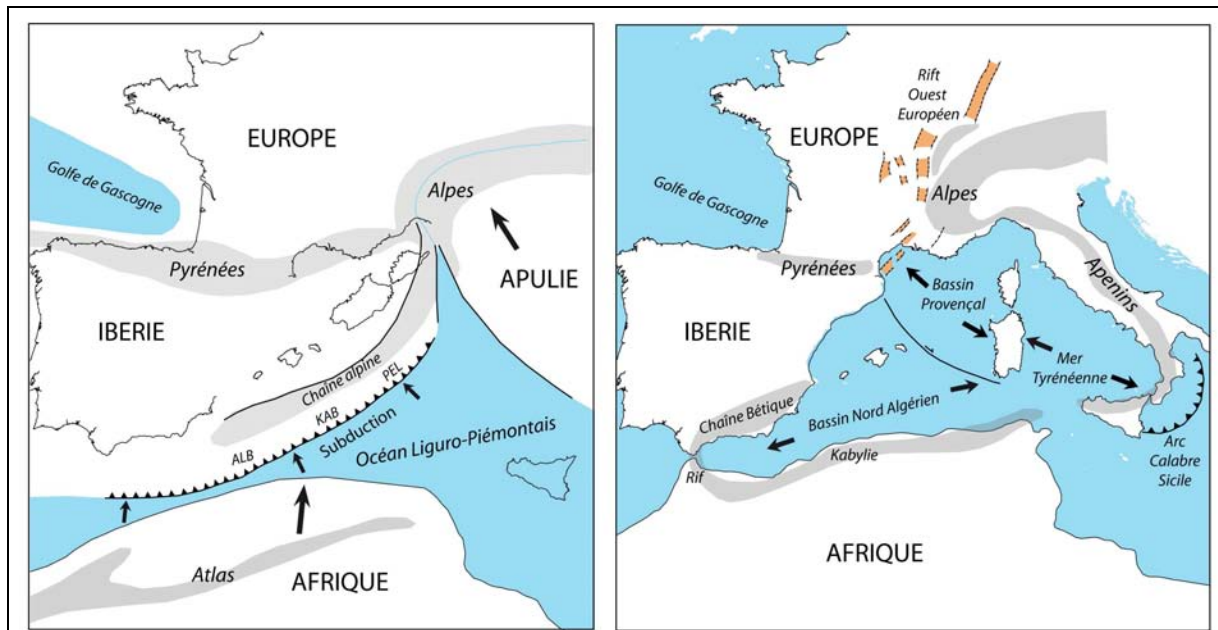 EUROPE
Golfe de Gascogne
Alpes
Pyrénées
APULIE
IBERIE
Chaîne alpine
PEL
KAB
ALB
Subduction
Océan Liguro-Piémontais
Atlas
AFRIQUE
Rift
Ouest
Européen
EUROPE
Golfe de Gascogne
Alpes
Pyrénées
Bassin
Provençal
Apenins
IBERIE
Mer
Tyrénéenne
Chaîne Bétique
Bassin Nord Algérien
Rif
Kabylie
Arc
Calabre
Sicile
AFRIQUE